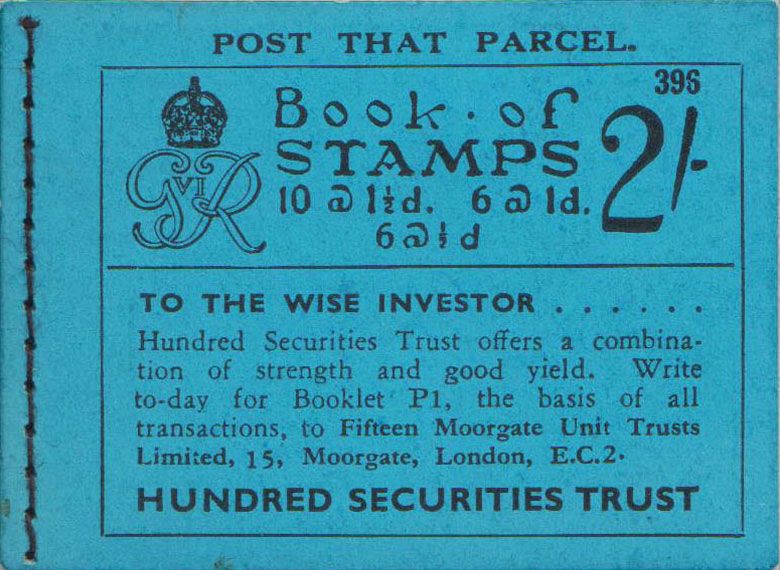 POST THAT PARCEL.
396
Book · of
STAMPS
2/-
GVIR
10 @ 1½d. 6 @ 1d.
6 @ ½d
TO THE WISE INVESTOR . . . . . .
Hundred Securities Trust offers a combina-
tion of strength and good yield. Write
to-day for Booklet P1, the basis of all
transactions, to Fifteen Moorgate Unit Trusts
Limited, 15, Moorgate, London, E.C.2.
HUNDRED SECURITIES TRUST